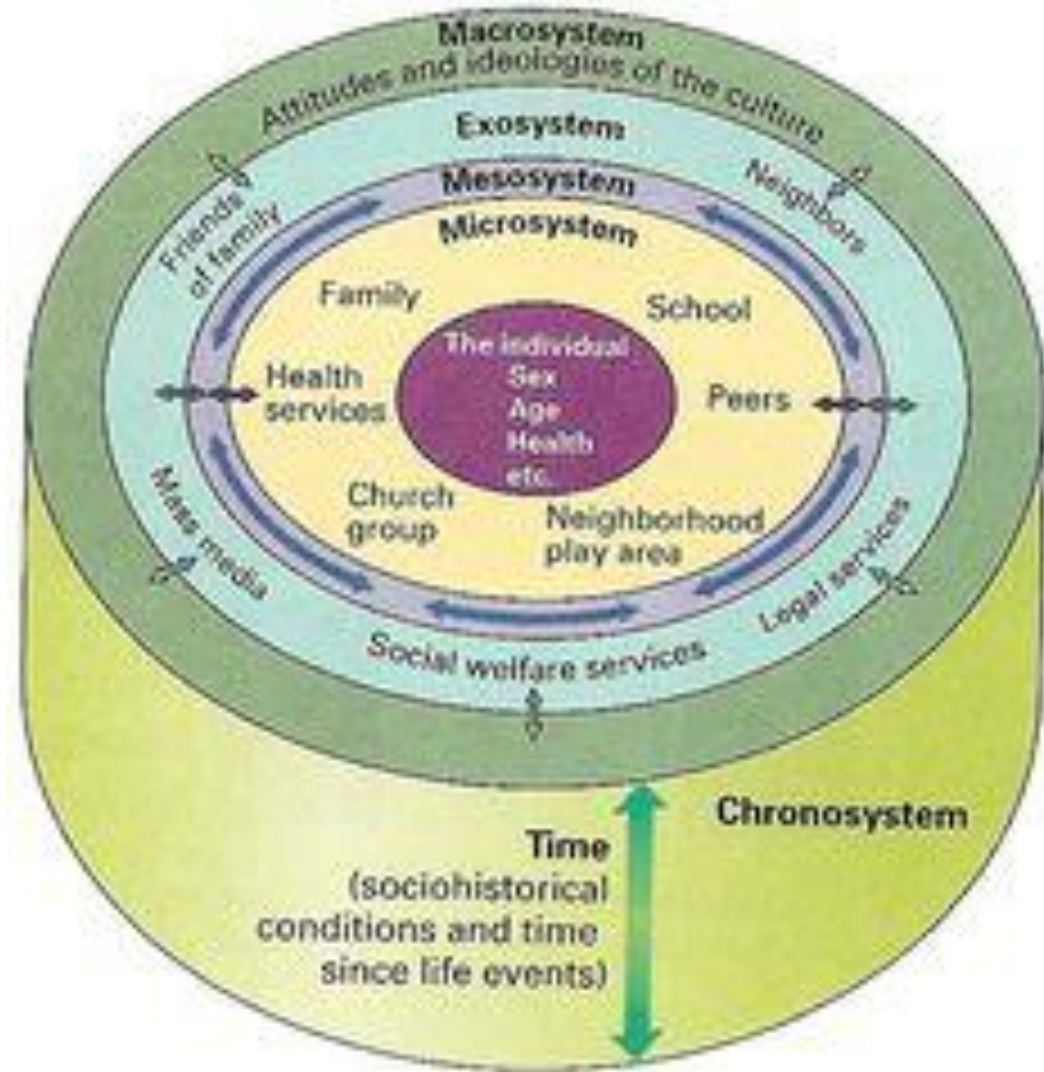 Macrosystem
Attitudes and ideologies of the culture
Exosystem
Mesosystem
Microsystem
Friends
of family
Neighbors
Family
School
The individual
Sex
Age
Health
etc.
Health
services
Peers
Church
group
Neighborhood
play area
Mass media
Legal services
Social welfare services
Chronosystem
Time
(sociohistorical
conditions and time
since life events)